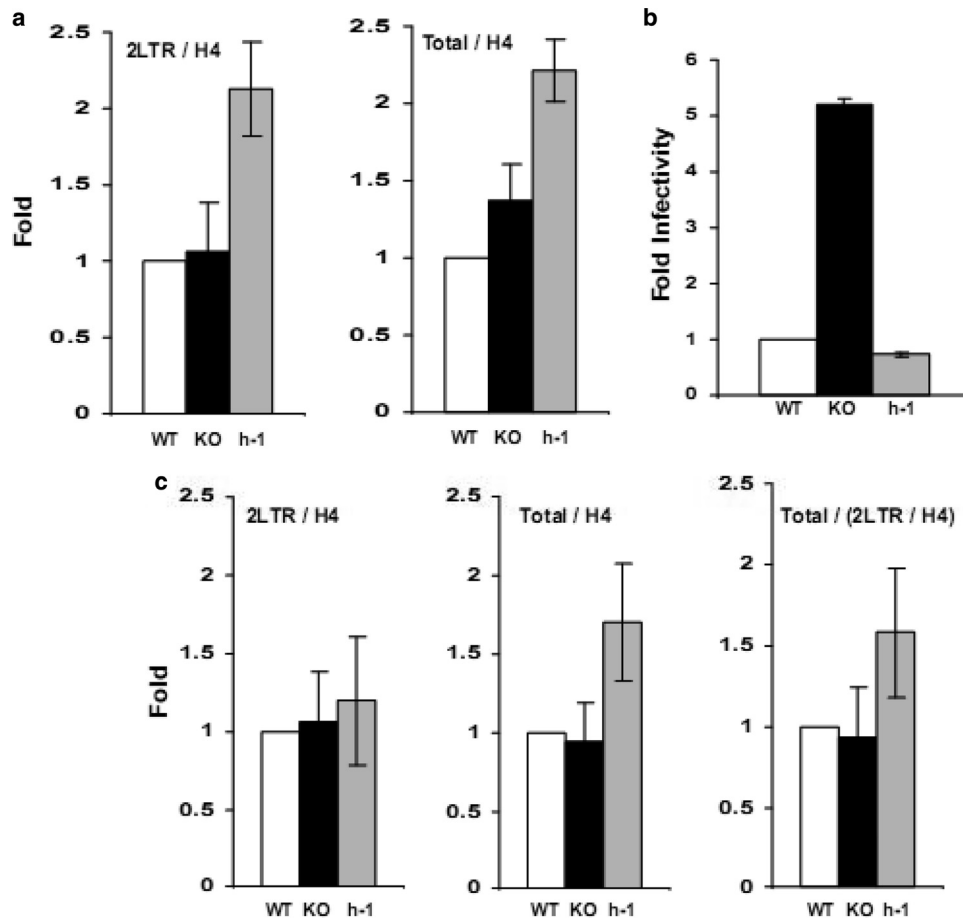 a
2LTR / H4
Fold
2.5
2
1.5
1
0.5
0
WT KO h-1
Total / H4
2.5
2
1.5
1
0.5
0
WT KO h-1
b
Fold Infectivity
6
5
4
3
2
1
0
WT KO h-1
c
2LTR / H4
Fold
2.5
2
1.5
1
0.5
0
WT KO h-1
Total / H4
2.5
2
1.5
1
0.5
0
WT KO h-1
Total / (2LTR / H4)
2.5
2
1.5
1
0.5
0
WT KO h-1